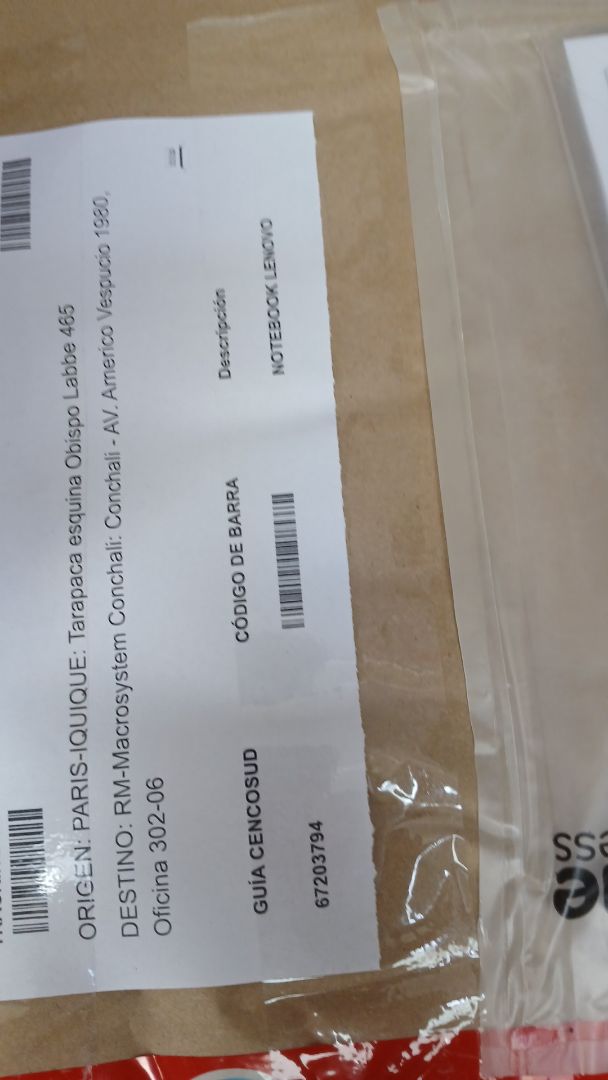 ORIGEN: PARIS-IQUIQUE: Tarapaca esquina Obispo Labbe 465
DESTINO: RM-Macrosystem Conchalí: Conchalí - AV. Americo Vespucio 1980,
Oficina 302-06
GUÍA CENCOSUD CÓDIGO DE BARRA Descripción
67203794 NOTEBOOK LENOVO